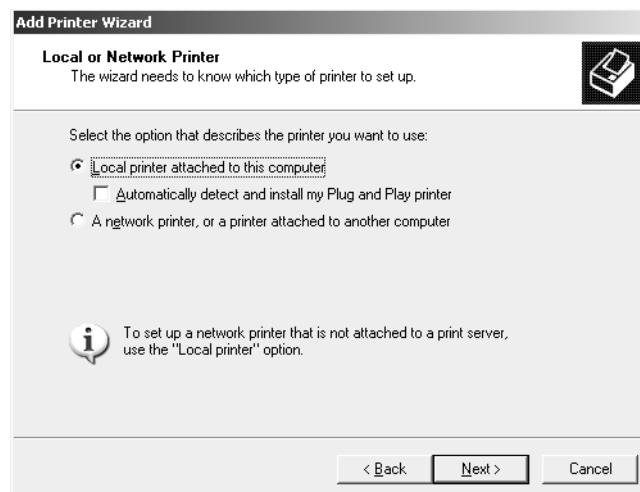 Add Printer Wizard
Local or Network Printer
The wizard needs to know which type of printer to set up.
Select the option that describes the printer you want to use:
Local printer attached to this computer
Automatically detect and install my Plug and Play printer
A network printer, or a printer attached to another computer
To set up a network printer that is not attached to a print server,
use the "Local printer" option.
< Back Next > Cancel